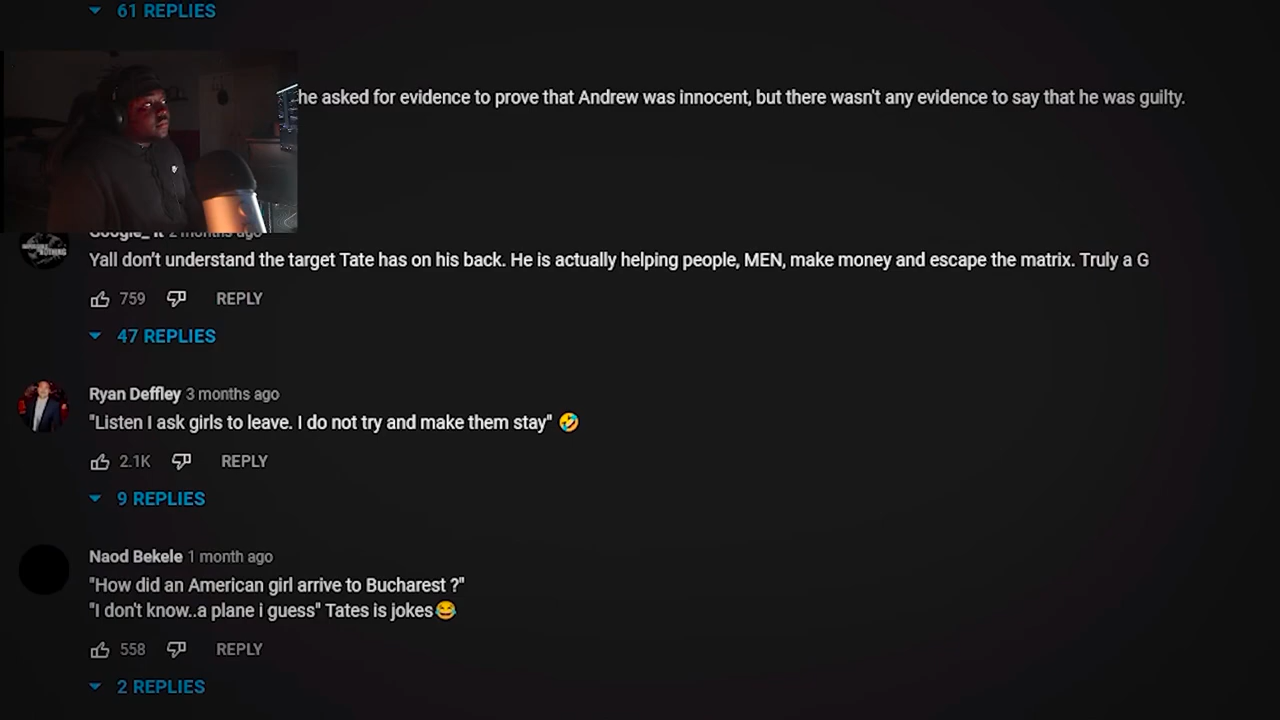 61 REPLIES
he asked for evidence to prove that Andrew was innocent, but there wasn't any evidence to say that he was guilty.
Google_ it 2 months ago
Yall don't understand the target Tate has on his back. He is actually helping people, MEN, make money and escape the matrix. Truly a G
759 REPLY
47 REPLIES
Ryan Deffley 3 months ago
"Listen I ask girls to leave. I do not try and make them stay" 🤣
2.1K REPLY
9 REPLIES
Naod Bekele 1 month ago
"How did an American girl arrive to Bucharest ?"
"I don't know..a plane i guess" Tates is jokes😂
558 REPLY
2 REPLIES